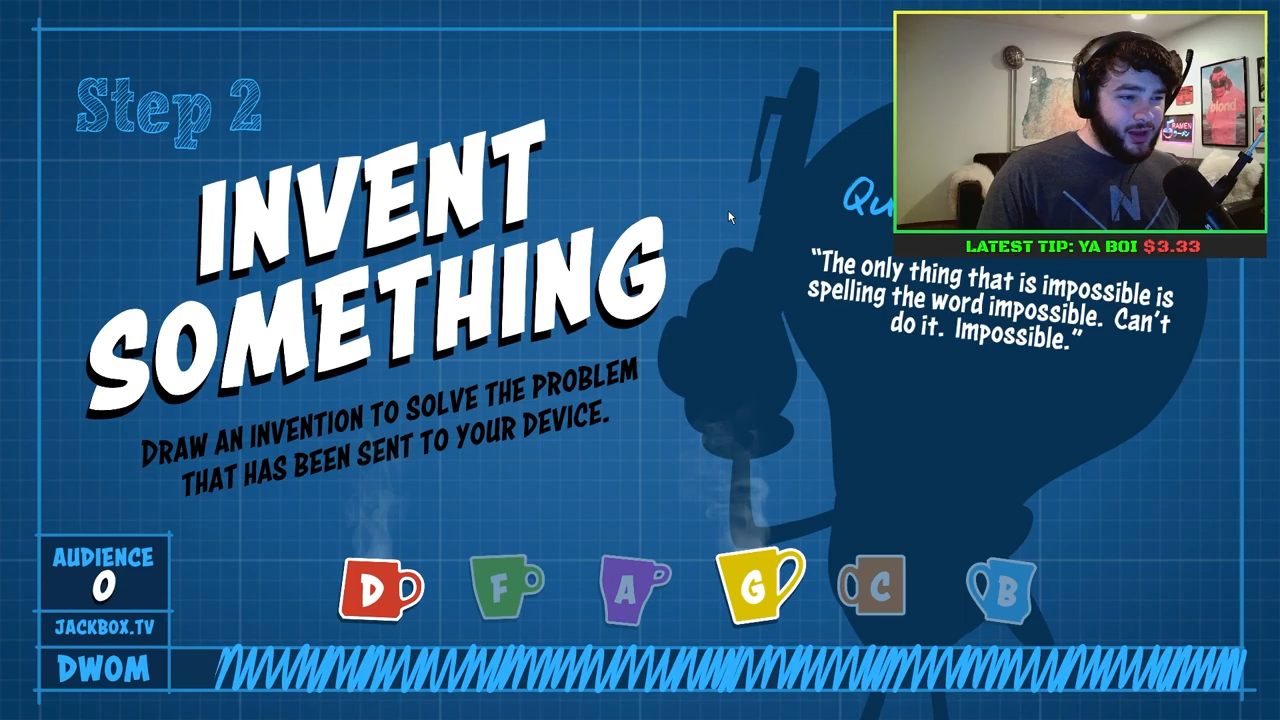 Step 2
INVENT
SOMETHING
DRAW AN INVENTION TO SOLVE THE PROBLEM
THAT HAS BEEN SENT TO YOUR DEVICE.
"The only thing that is impossible is
spelling the word impossible. Can't
do it. Impossible."
blond
RAMEN
N
LATEST TIP: YA BOI $3.33
AUDIENCE
0
JACKBOX.TV
DWOM
D
F
A
G
C
B